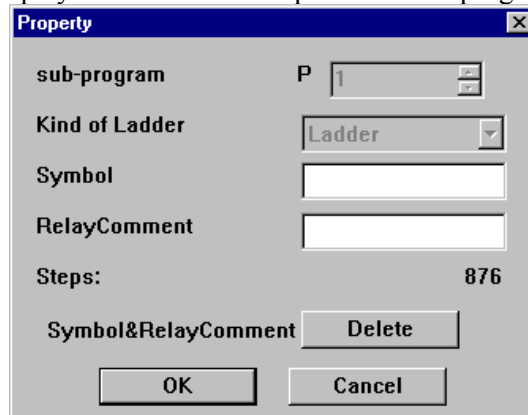 Property
sub-program P 1
Kind of Ladder Ladder
Symbol
RelayComment
Steps: 876
Symbol&RelayComment Delete
OK Cancel